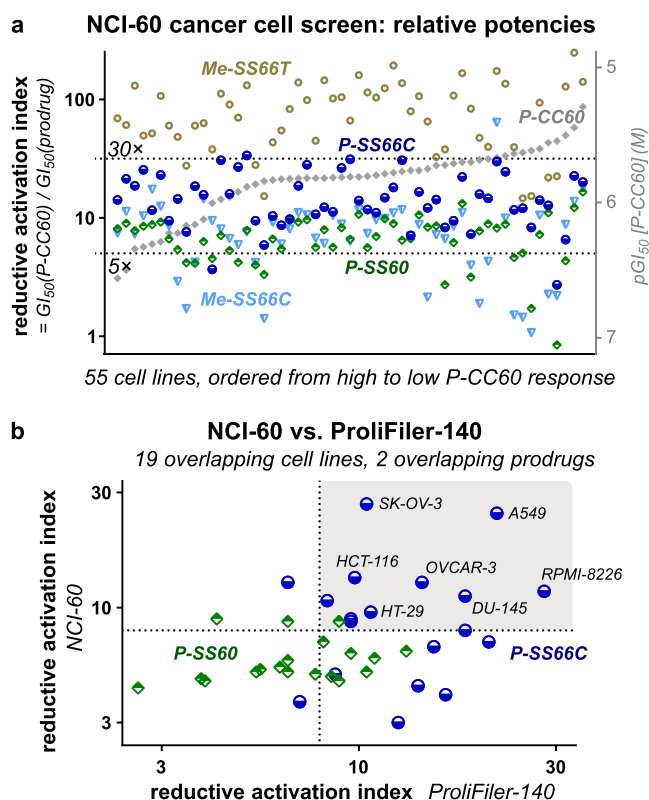 a NCI-60 cancer cell screen: relative potencies
reductive activation index
= GI50(P-CC60) / GI50(prodrug)
100
10
1
30×
5×
Me-SS66T
P-SS66C
P-CC60
P-SS60
Me-SS66C
5
6
7
pGI50 [P-CC60] (M)
55 cell lines, ordered from high to low P-CC60 response
b NCI-60 vs. ProliFiler-140
19 overlapping cell lines, 2 overlapping prodrugs
reductive activation index
NCI-60
30
10
3
SK-OV-3
A549
HCT-116
OVCAR-3
RPMI-8226
HT-29
DU-145
P-SS60
P-SS66C
3
10
30
reductive activation index ProliFiler-140